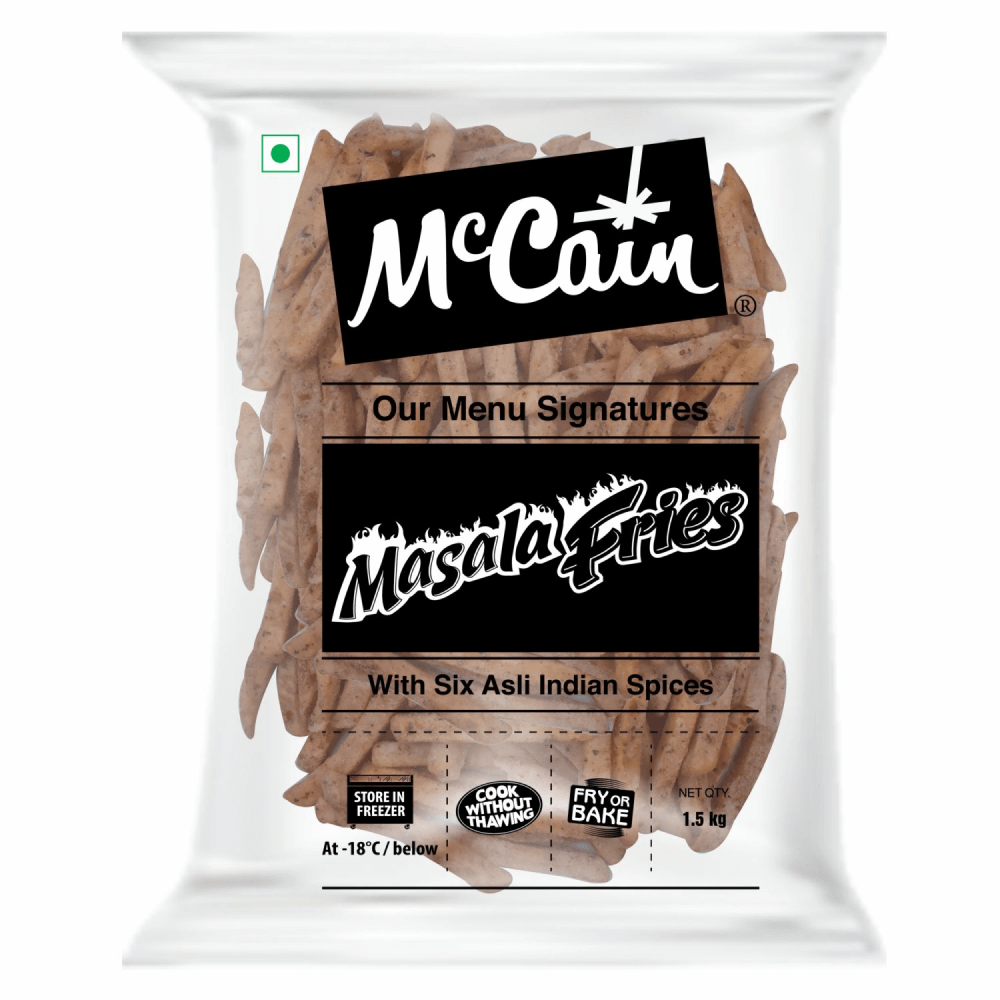 McCain
®
Our Menu Signatures
Masala Fries
With Six Asli Indian Spices
STORE IN
FREEZER
At -18°C / below
COOK
WITHOUT
THAWING
FRY OR
BAKE
NET QTY.
1.5 kg